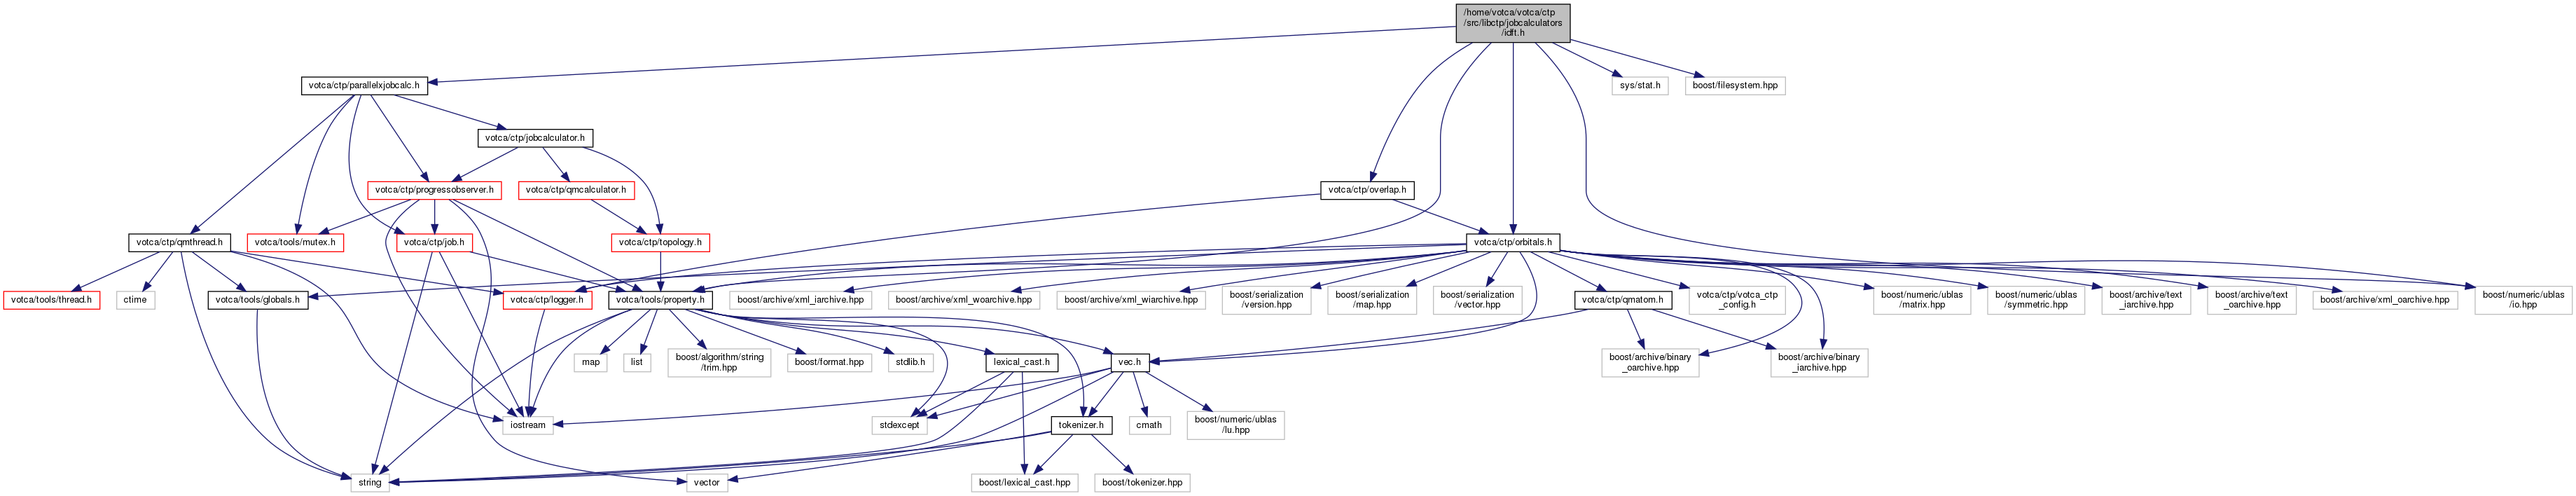 /home/votca/votca/ctp
/src/libctp/jobcalculators
/idft.h
votca/ctp/parallelxjobcalc.h
sys/stat.h
boost/filesystem.hpp
votca/ctp/jobcalculator.h
votca/ctp/progressobserver.h
votca/ctp/qmcalculator.h
votca/ctp/overlap.h
votca/ctp/qmthread.h
votca/tools/mutex.h
votca/ctp/job.h
votca/ctp/topology.h
votca/ctp/orbitals.h
votca/tools/thread.h
ctime
votca/tools/globals.h
votca/ctp/logger.h
votca/tools/property.h
boost/archive/xml_iarchive.hpp
boost/archive/xml_woarchive.hpp
boost/archive/xml_wiarchive.hpp
boost/serialization
/version.hpp
boost/serialization
/map.hpp
boost/serialization
/vector.hpp
votca/ctp/qmatom.h
votca/ctp/votca_ctp
_config.h
boost/numeric/ublas
/matrix.hpp
boost/numeric/ublas
/symmetric.hpp
boost/archive/text
_iarchive.hpp
boost/archive/text
_oarchive.hpp
boost/archive/xml_oarchive.hpp
boost/numeric/ublas
/io.hpp
map
list
boost/algorithm/string
/trim.hpp
boost/format.hpp
stdlib.h
lexical_cast.h
vec.h
boost/archive/binary
_oarchive.hpp
boost/archive/binary
_iarchive.hpp
iostream
stdexcept
tokenizer.h
cmath
boost/numeric/ublas
/lu.hpp
string
vector
boost/lexical_cast.hpp
boost/tokenizer.hpp